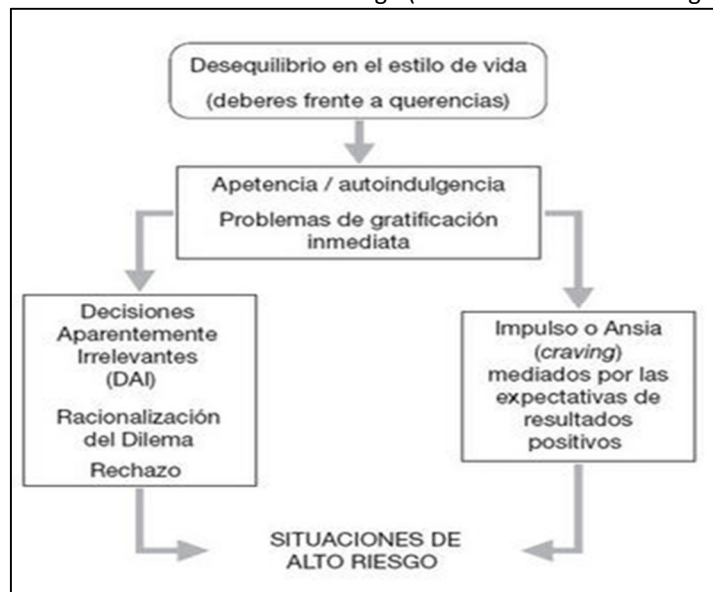 Desequilibrio en el estilo de vida
(deberes frente a querencias)
Apetencia / autoindulgencia
Problemas de gratificación
inmediata
Decisiones
Aparentemente
Irrelevantes
(DAI)
Racionalización
del Dilema
Rechazo
Impulso o Ansia
(craving)
mediados por las
expectativas de
resultados
positivos
SITUACIONES DE
ALTO RIESGO